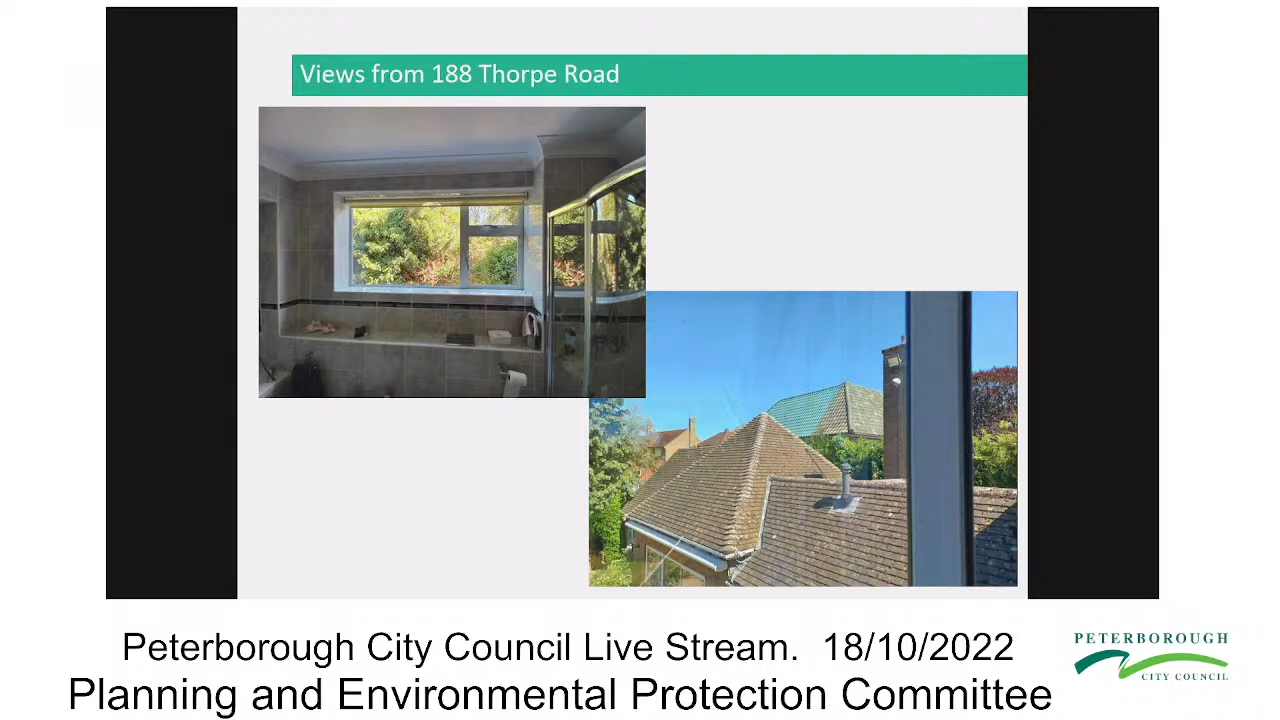 Views from 188 Thorpe Road
Peterborough City Council Live Stream. 18/10/2022
Planning and Environmental Protection Committee
PETERBOROUGH
CITY COUNCIL